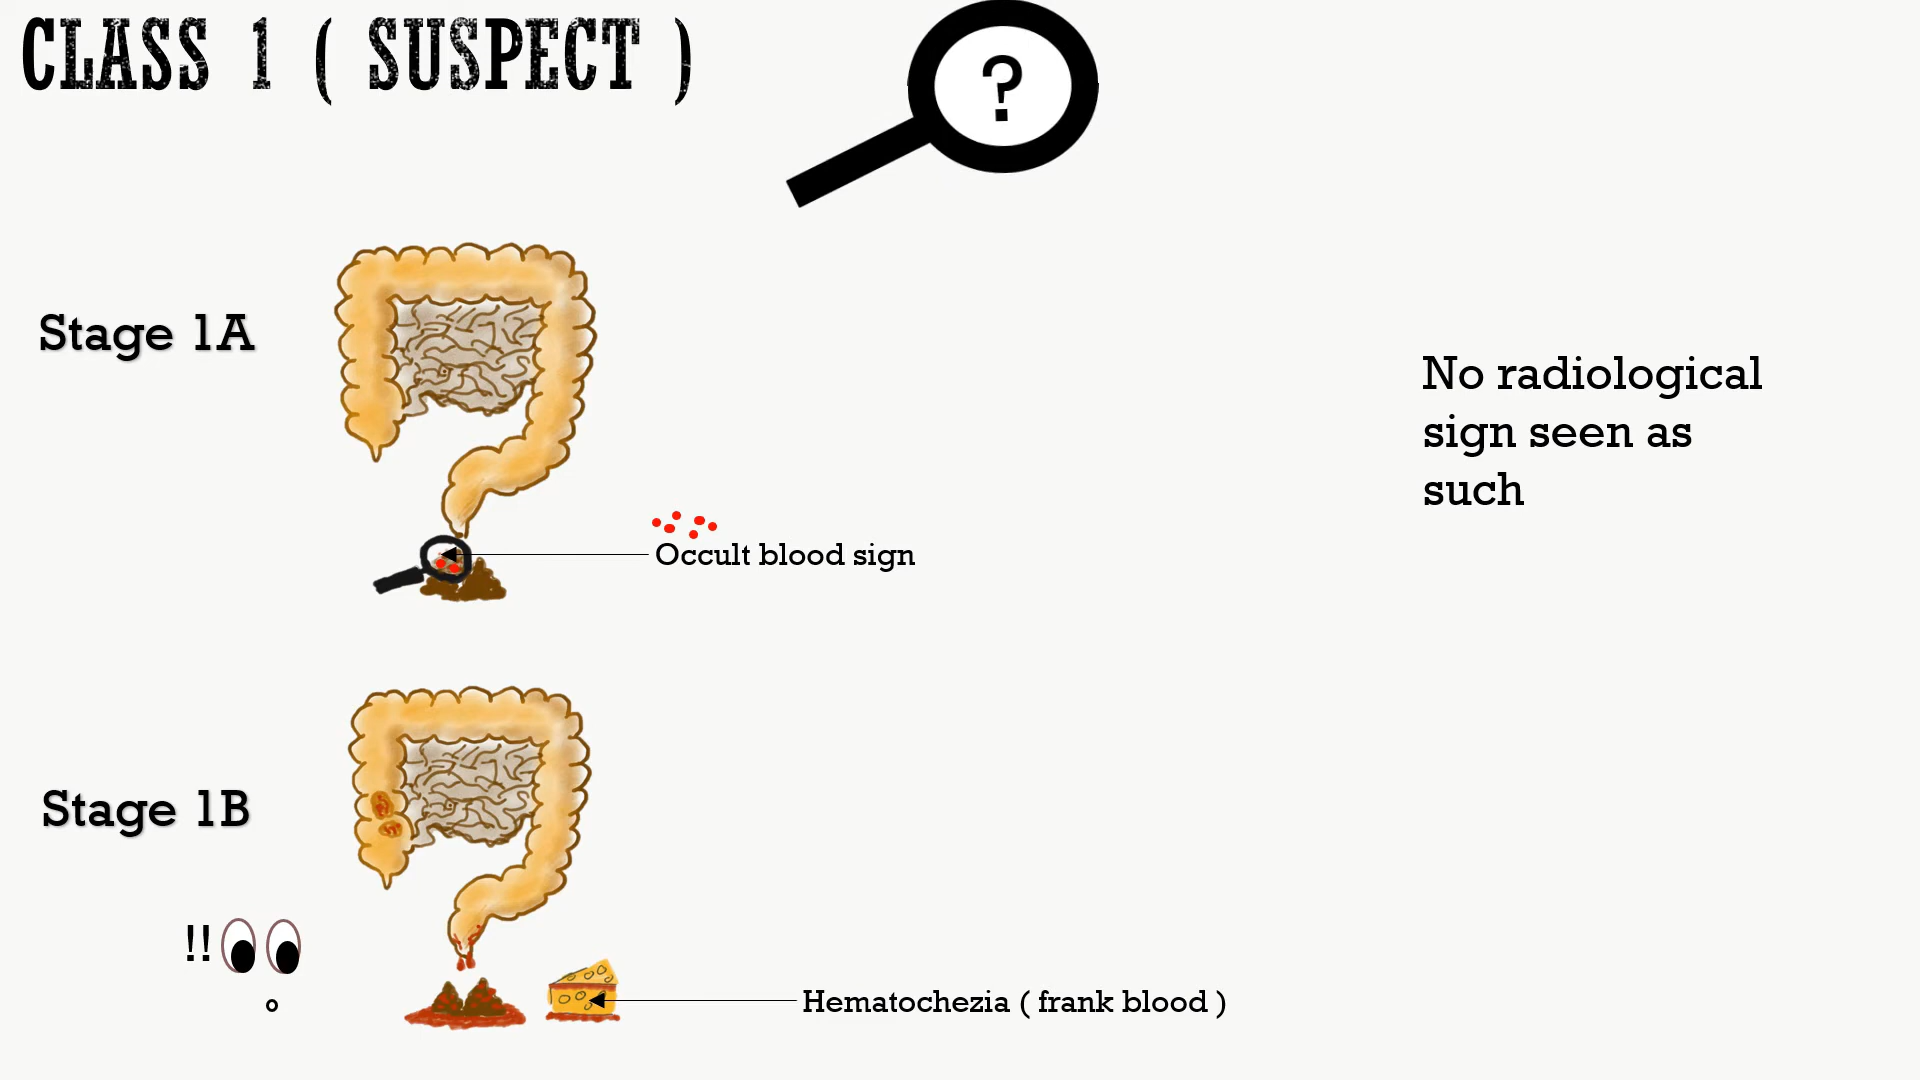 CLASS 1 ( SUSPECT )
?
Stage 1A
No radiological
sign seen as
such
Occult blood sign
Stage 1B
!!
Hematochezia ( frank blood )